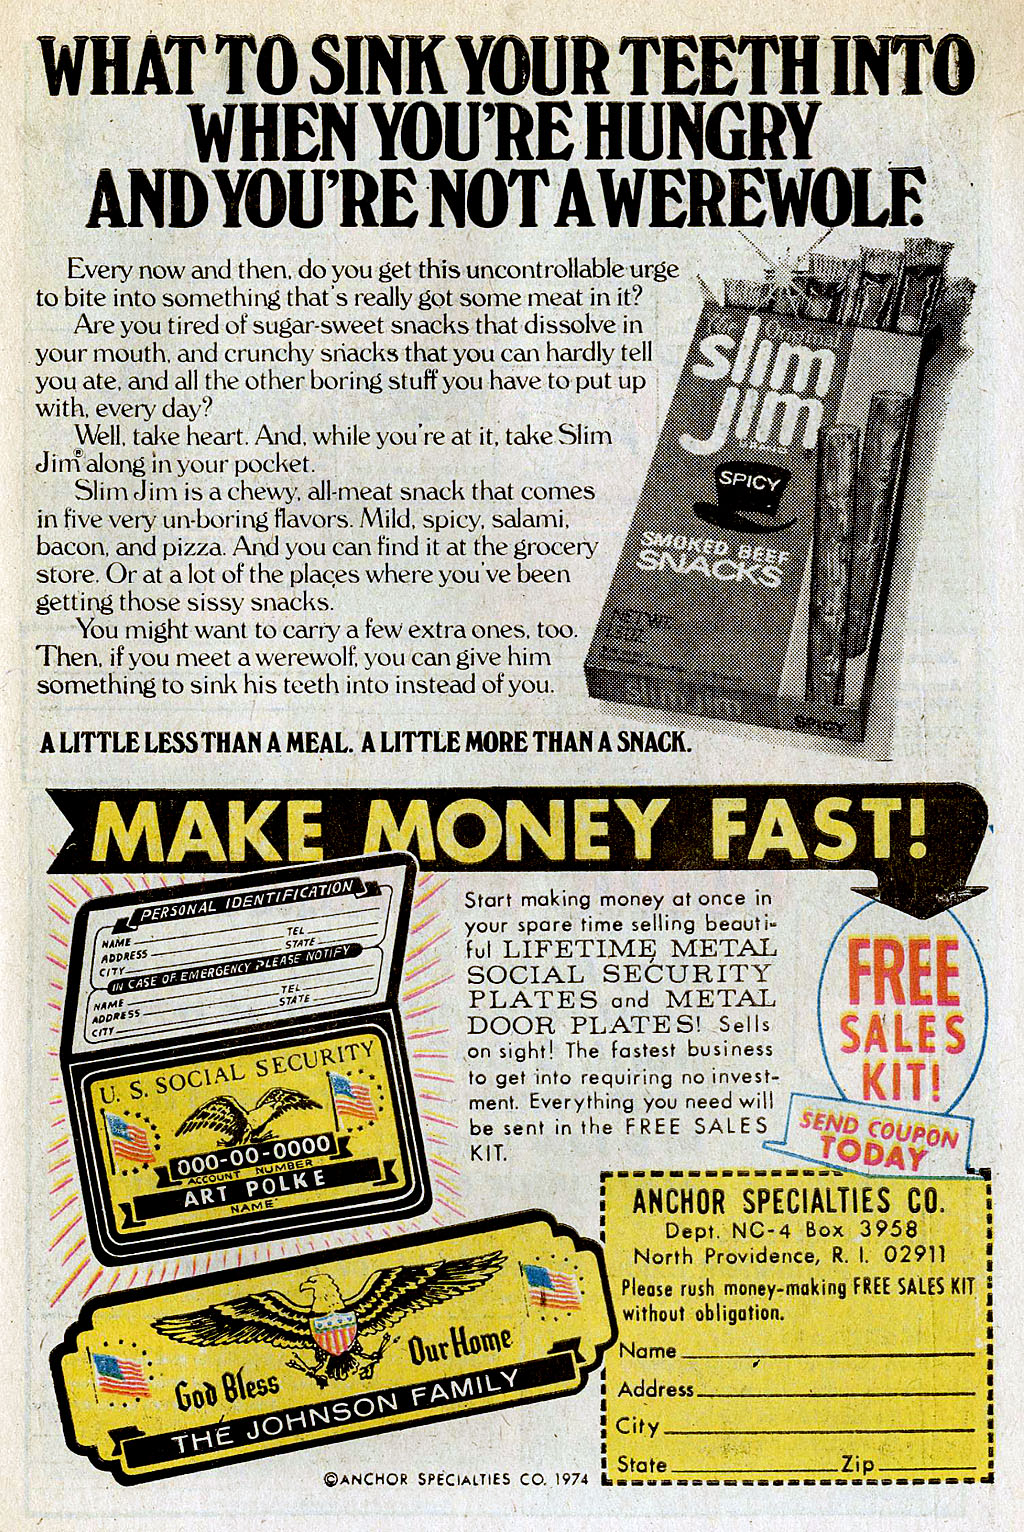 WHAT TO SINK YOUR TEETH INTO
WHEN YOU'RE HUNGRY
AND YOU'RE NOT A WEREWOLF.
Every now and then, do you get this uncontrollable urge
to bite into something that's really got some meat in it?
Are you tired of sugar-sweet snacks that dissolve in
your mouth, and crunchy snacks that you can hardly tell
you ate, and all the other boring stuff you have to put up
with, every day?
Well, take heart. And, while you're at it, take Slim
Jim® along in your pocket.
Slim Jim is a chewy, all-meat snack that comes
in five very un-boring flavors. Mild, spicy, salami,
bacon, and pizza. And you can find it at the grocery
store. Or at a lot of the places where you've been
getting those sissy snacks.
You might want to carry a few extra ones, too.
Then, if you meet a werewolf, you can give him
something to sink his teeth into instead of you.
slim
jim
SPICY
SMOKED BEEF
SNACKS
NET WT.
SPICY
A LITTLE LESS THAN A MEAL. A LITTLE MORE THAN A SNACK.
MAKE MONEY FAST!
PERSONAL IDENTIFICATION
NAME TEL
ADDRESS STATE
CITY
IN CASE OF EMERGENCY PLEASE NOTIFY
NAME TEL
ADDRESS STATE
CITY
U. S. SOCIAL SECURITY
000-00-0000
ACCOUNT NUMBER
ART POLKE
NAME
Start making money at once in
your spare time selling beauti-
ful LIFETIME METAL
SOCIAL SECURITY
PLATES and METAL
DOOR PLATES! Sells
on sight! The fastest business
to get into requiring no invest-
ment. Everything you need will
be sent in the FREE SALES
KIT.
FREE
SALES
KIT!
SEND COUPON
TODAY
God Bless Our Home
THE JOHNSON FAMILY
ANCHOR SPECIALTIES CO.
Dept. NC-4 Box 3958
North Providence, R. I. 02911
Please rush money-making FREE SALES KIT
without obligation.
Name
Address
City
State Zip
©ANCHOR SPECIALTIES CO. 1974